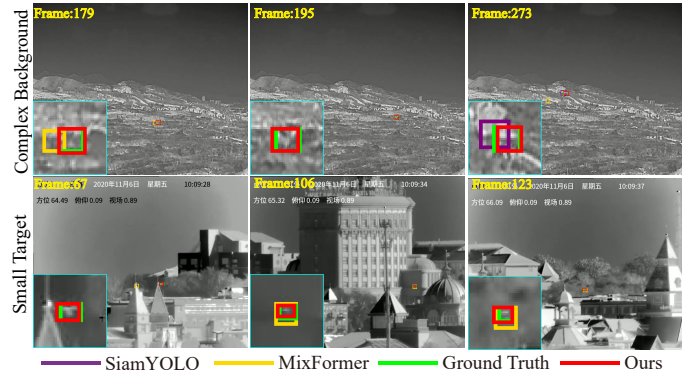 Complex Background
Frame:179
Frame:195
Frame:273
Small Target
Frame:67
2020年11月6日 星期五 10:09:28
方位 64.49 俯仰 0.09 视场 0.89
Frame:106
2020年11月6日 星期五 10:09:34
方位 65.32 俯仰 0.09 视场 0.89
Frame:123
2020年11月6日 星期五 10:09:37
方位 66.09 俯仰 0.09 视场 0.89
SiamYOLO
MixFormer
Ground Truth
Ours